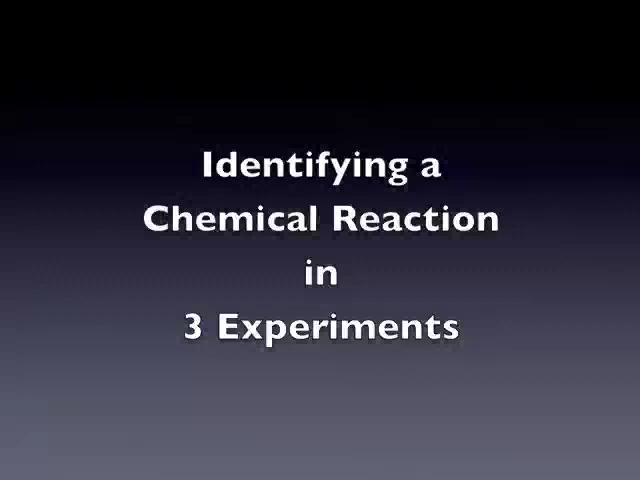 Identifying a
Chemical Reaction
in
3 Experiments